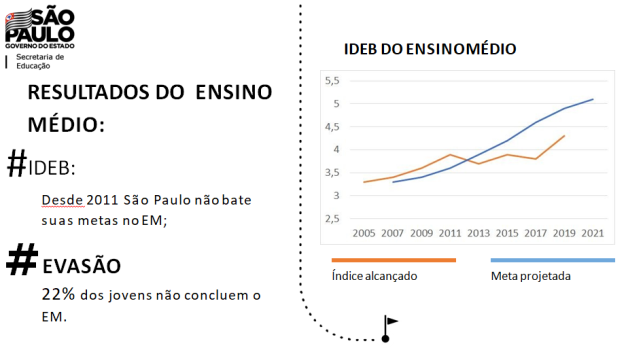 SÃO
PAULO
GOVERNO DO ESTADO
Secretaria de
Educação
RESULTADOS DO ENSINO
MÉDIO:
#IDEB:
Desde 2011 São Paulo não bate
suas metas no EM;
#EVASÃO
22% dos jovens não concluem o
EM.
IDEB DO ENSINOMÉDIO
5,5
5
4,5
4
3,5
3
2,5
2005 2007 2009 2011 2013 2015 2017 2019 2021
Índice alcançado Meta projetada